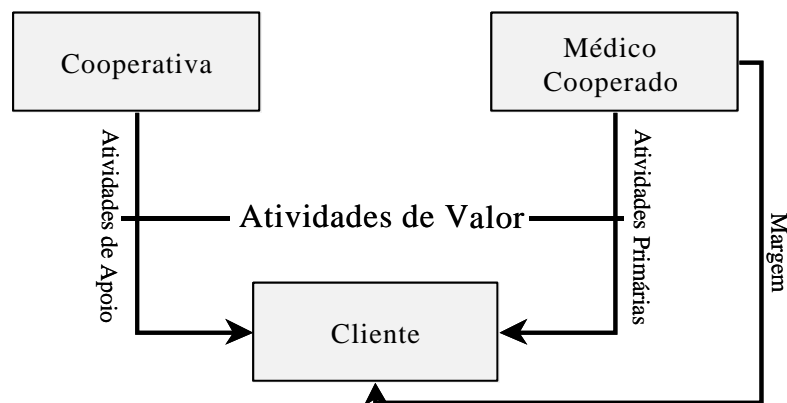 Cooperativa
Médico
Cooperado
Atividades de Apoio
Atividades de Valor
Atividades Primárias
Margem
Cliente